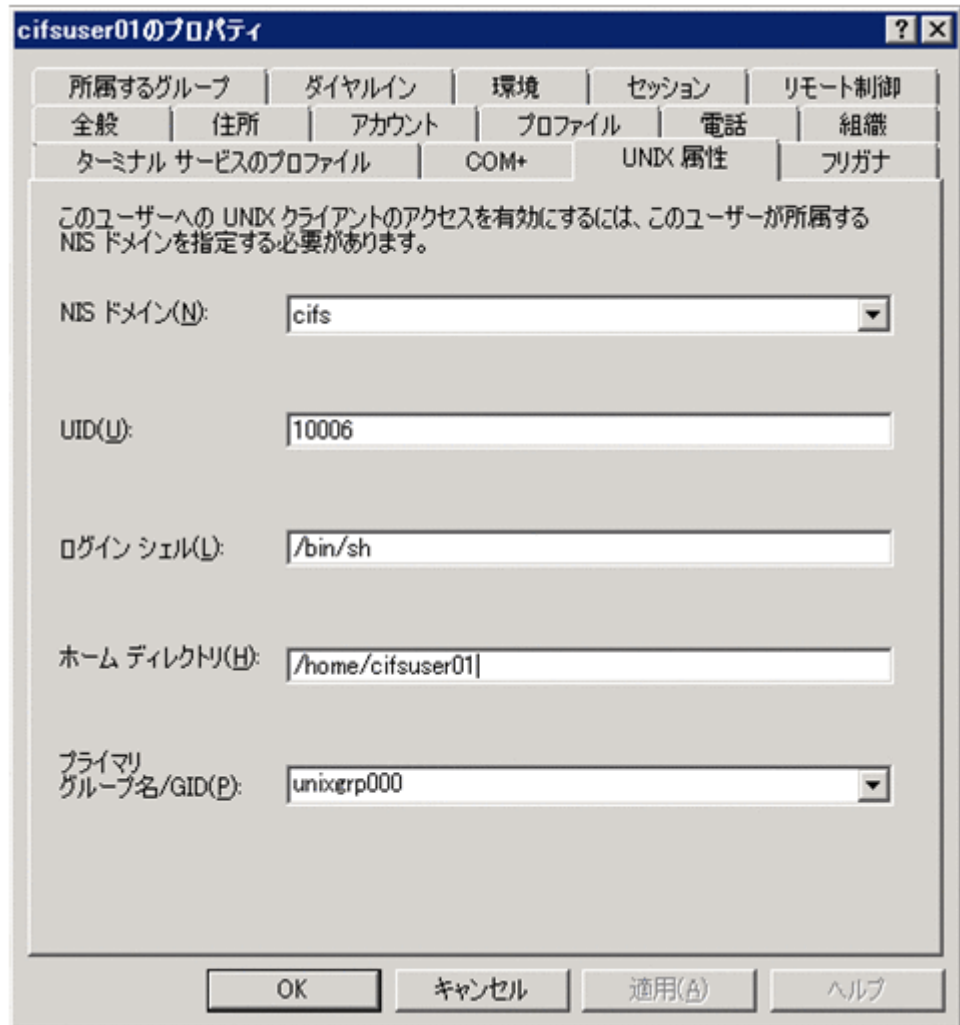 cifsuser01のプロパティ
所属するグループ ダイヤルイン 環境 セッション リモート制御
全般 住所 アカウント プロファイル 電話 組織
ターミナル サービスのプロファイル COM+ UNIX 属性 フリガナ
このユーザーへの UNIX クライアントのアクセスを有効にするには、このユーザーが所属する
NIS ドメインを指定する必要があります。
NIS ドメイン(N): cifs
UID(U): 10006
ログイン シェル(L): /bin/sh
ホーム ディレクトリ(H): /home/cifsuser01
プライマリ
グループ名/GID(P): unixgrp000
OK キャンセル 適用(A) ヘルプ